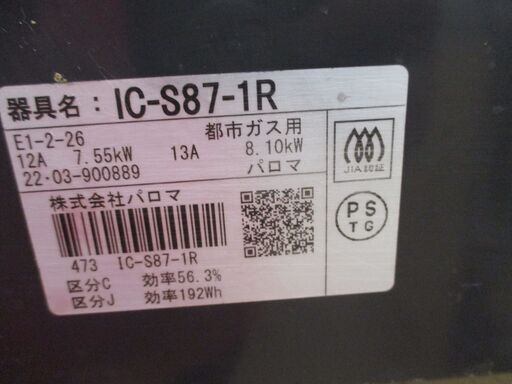 器具名: IC-S87-1R
E1-2-26 都市ガス用
12A 7.55kW 13A 8.10kW
22・03-900889 パロマ
JIA認証
株式会社パロマ
PS
TG
473 IC-S87-1R
区分C 効率56.3%
区分J 効率192Wh